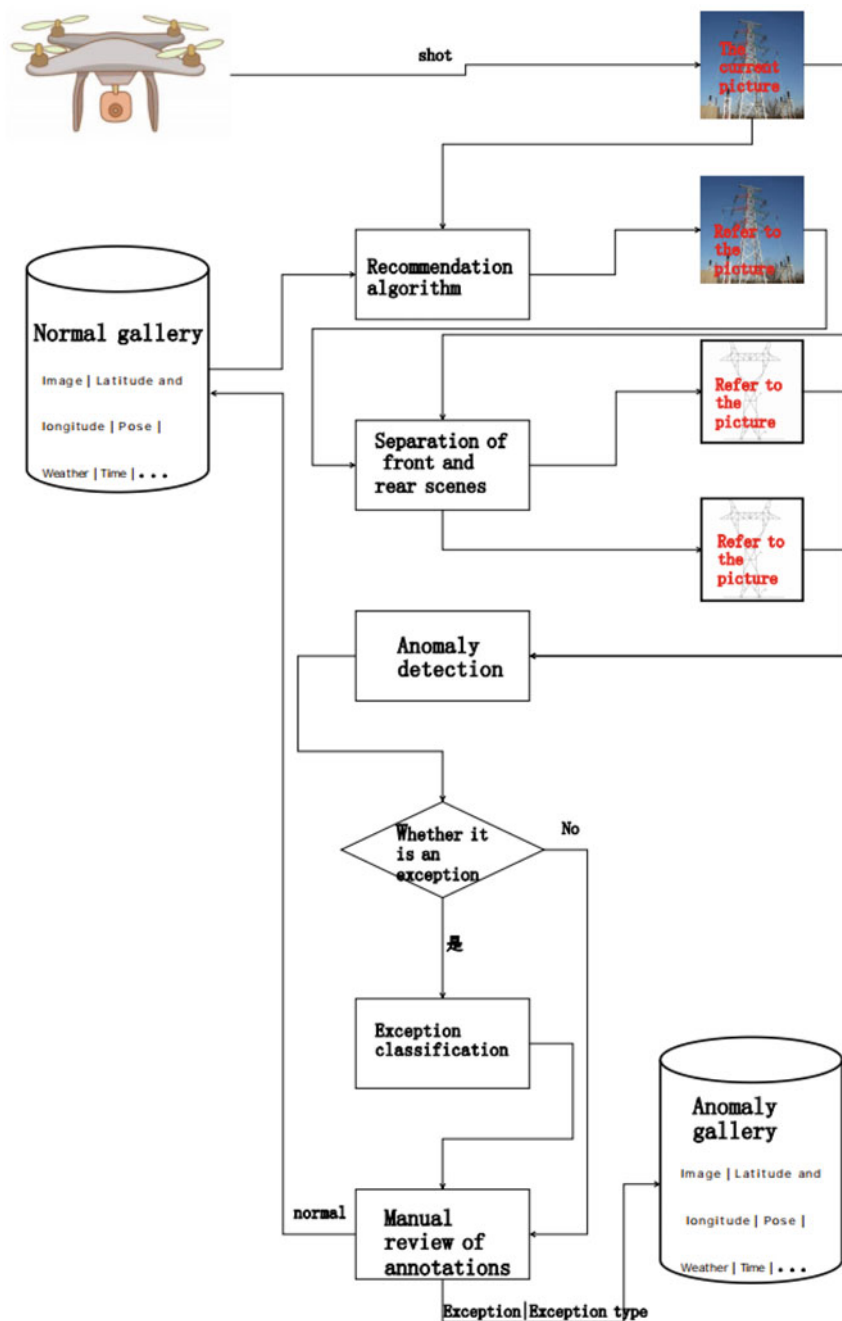 shot
The
current
picture
Recommendation
algorithm
Refer to
the
picture
Normal gallery
Image | Latitude and
longitude | Pose |
Weather | Time | • • •
Separation of
front and
rear scenes
Refer to
the
picture
Refer to
the
picture
Anomaly
detection
Whether it
is an
exception
No
是
Exception
classification
Anomaly
gallery
Image | Latitude and
longitude | Pose |
Weather | Time | • • •
normal
Manual
review of
annotations
Exception|Exception type